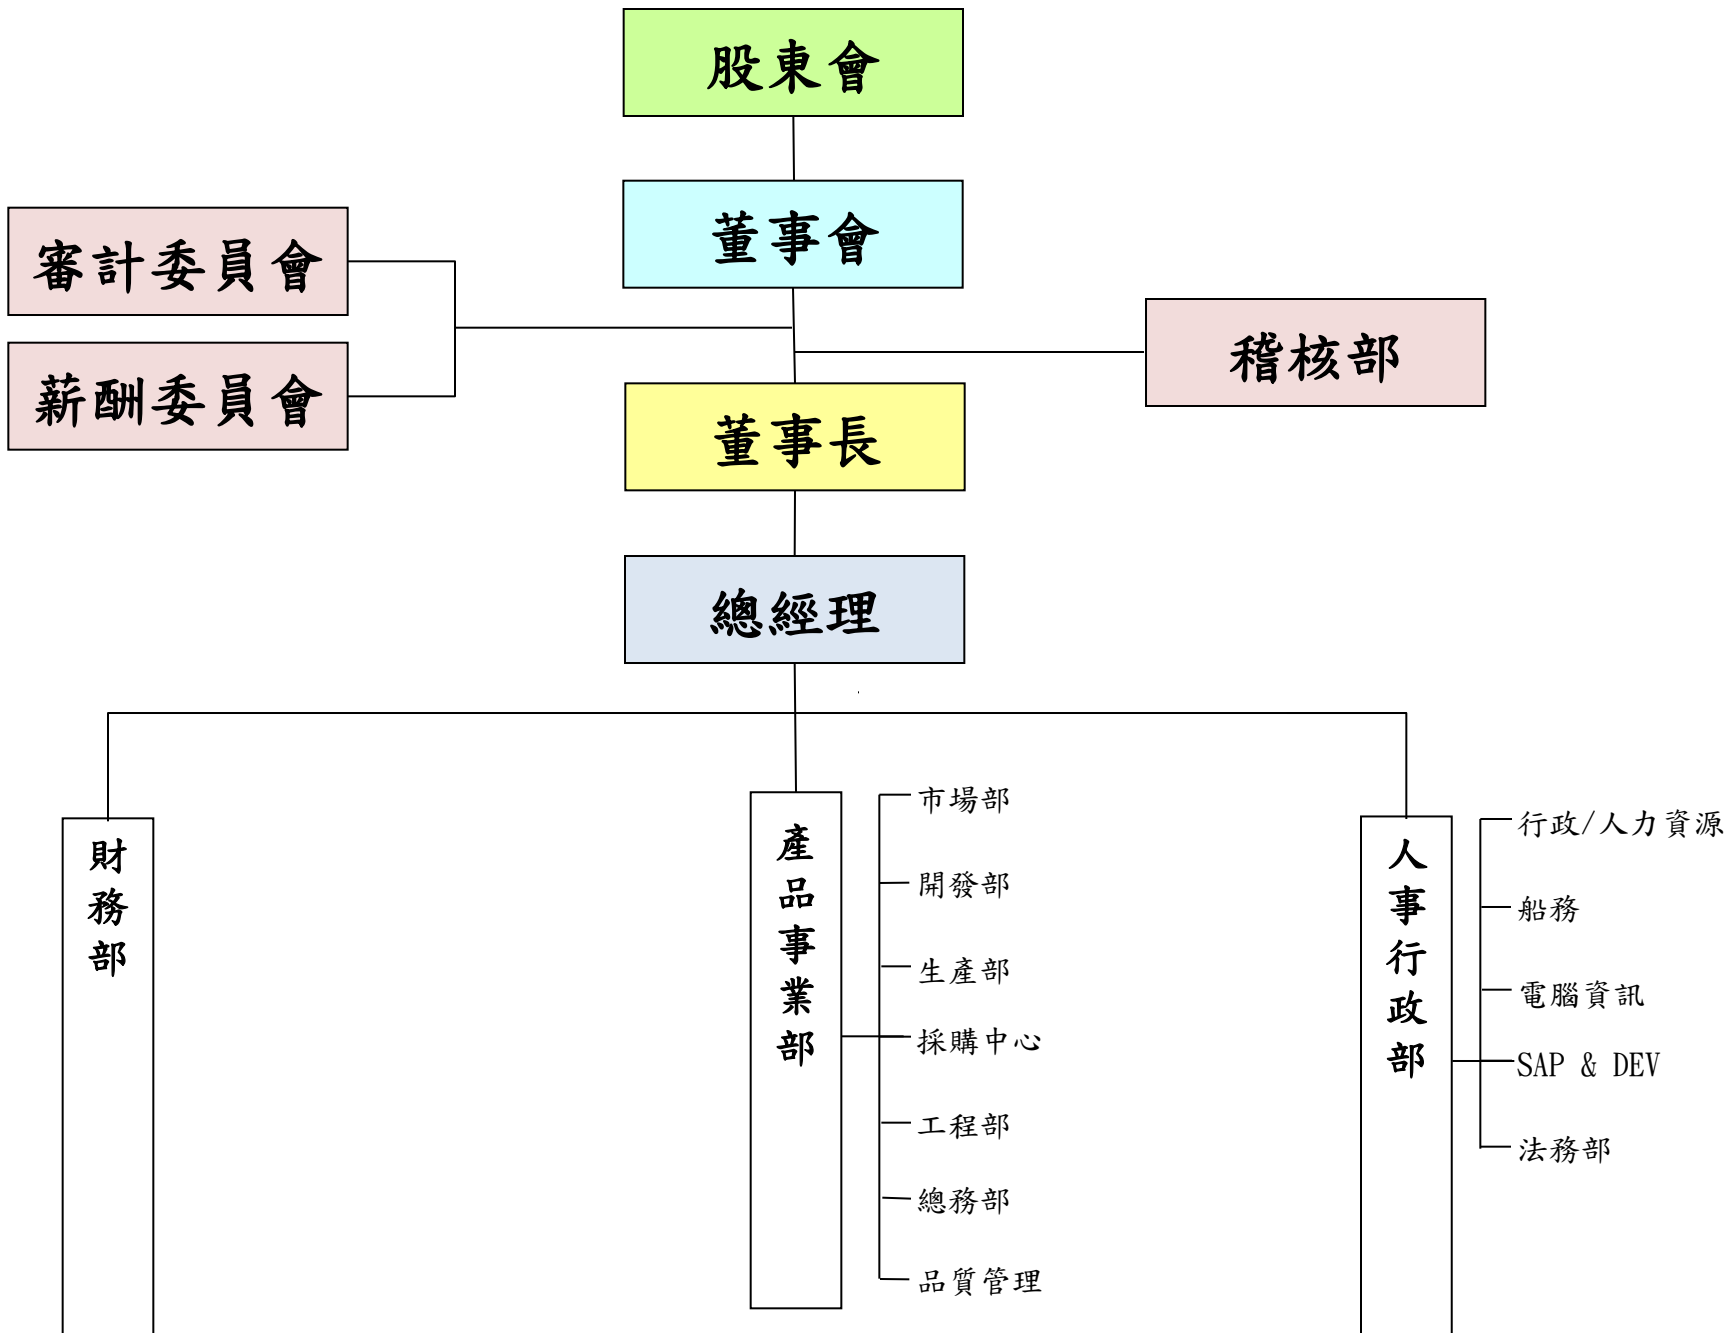 股東會
董事會
審計委員會
薪酬委員會
稽核部
董事長
總經理
財務部
產品事業部
市場部
開發部
生產部
採購中心
工程部
總務部
品質管理
人事行政部
行政/人力資源
船務
電腦資訊
SAP & DEV
法務部